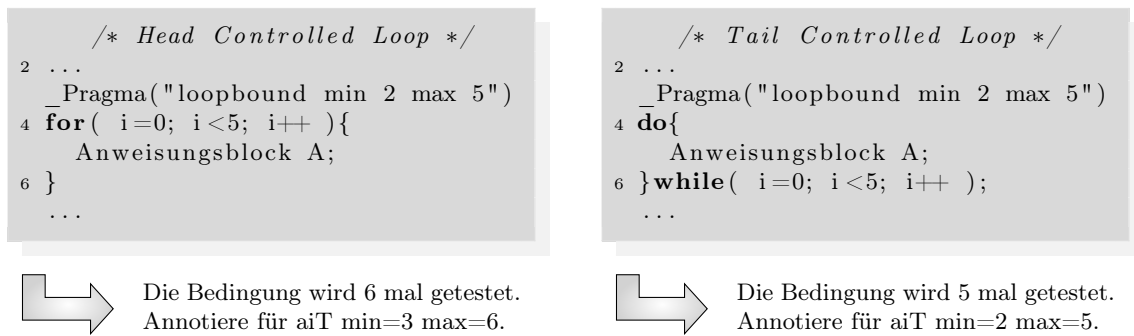 /* Head Controlled Loop */
2 ...
_Pragma("loopbound min 2 max 5")
4 for( i=0; i<5; i++ ){
Anweisungsblock A;
6 }
...
Die Bedingung wird 6 mal getestet.
Annotiere für aiT min=3 max=6.
/* Tail Controlled Loop */
2 ...
_Pragma("loopbound min 2 max 5")
4 do{
Anweisungsblock A;
6 }while( i=0; i<5; i++ );
...
Die Bedingung wird 5 mal getestet.
Annotiere für aiT min=2 max=5.